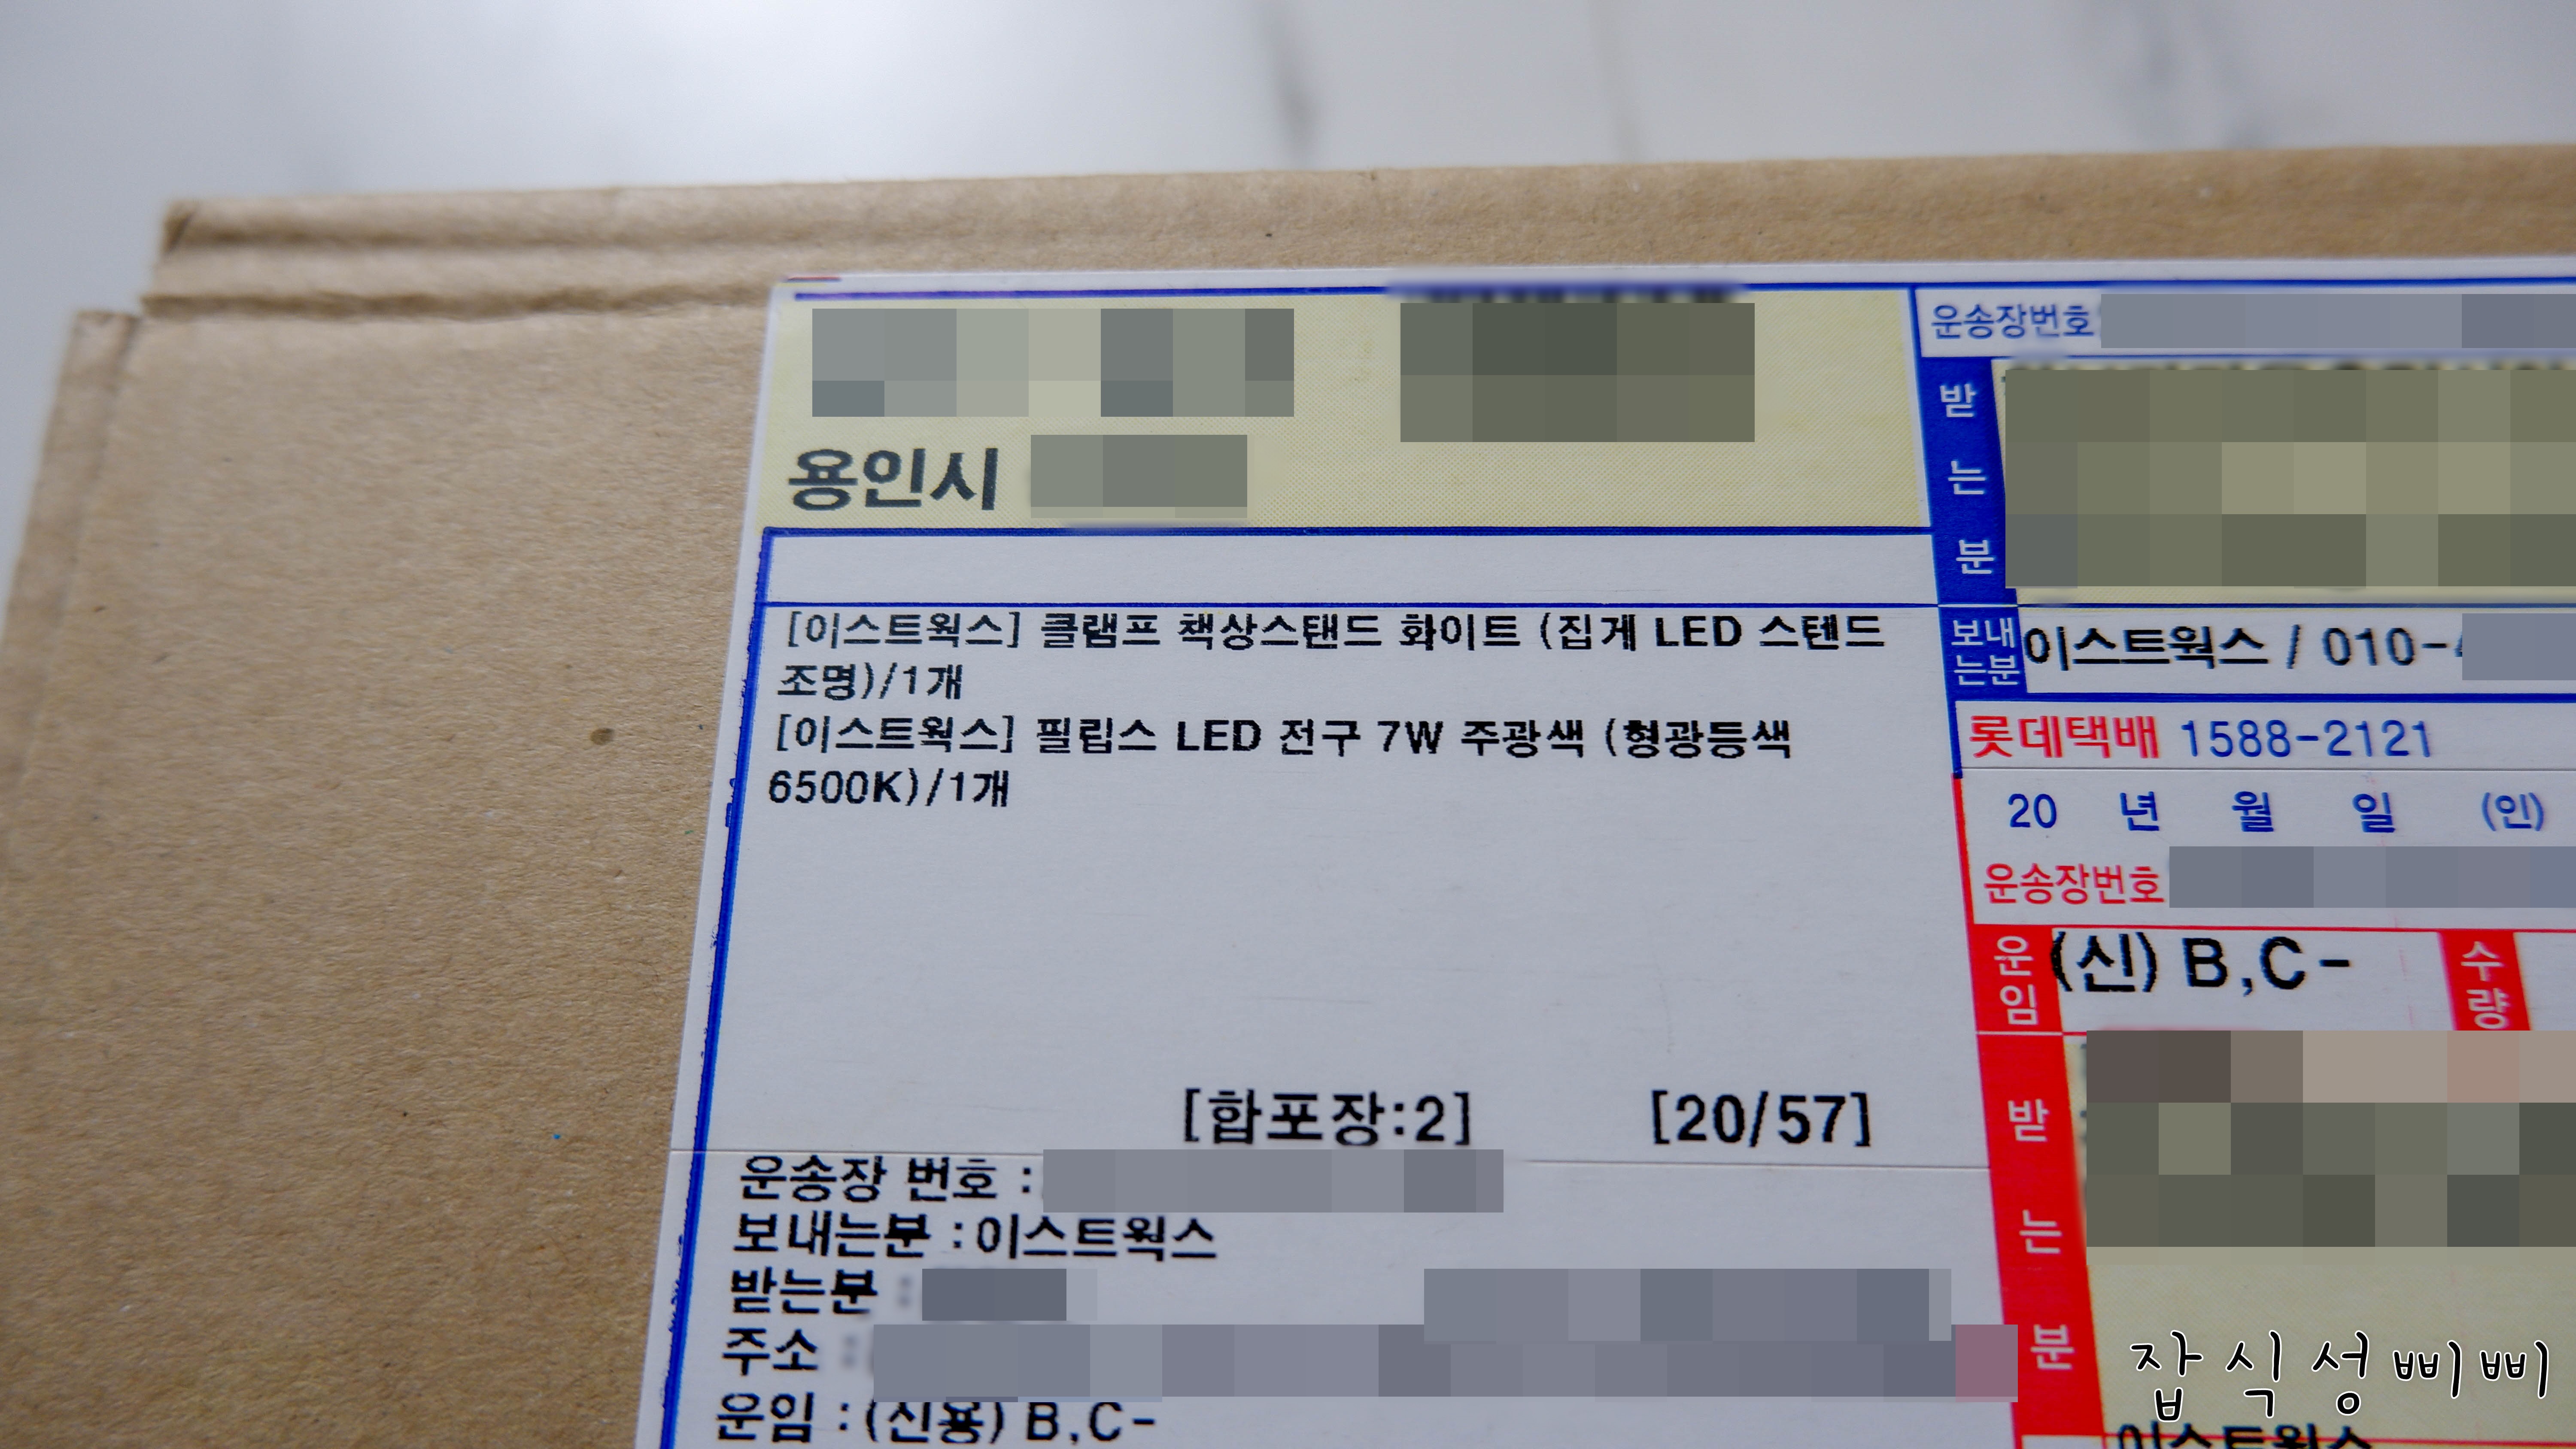 용인시
[이스트웍스] 클램프 책상스탠드 화이트 (집게 LED 스텐드
조명)/1개
[이스트웍스] 필립스 LED 전구 7W 주광색 (형광등색
6500K)/1개
[합포장:2] [20/57]
운송장 번호 :
보내는분 :이스트웍스
받는분 :
주소 :
운임 :(신용) B,C-
운송장번호
받는분
보내는분 이스트웍스 / 010-
롯데택배 1588-2121
20 년 월 일 (인)
운송장번호
운임 (신) B,C- 수량
받는분
이스트웍스
잡식성삐삐